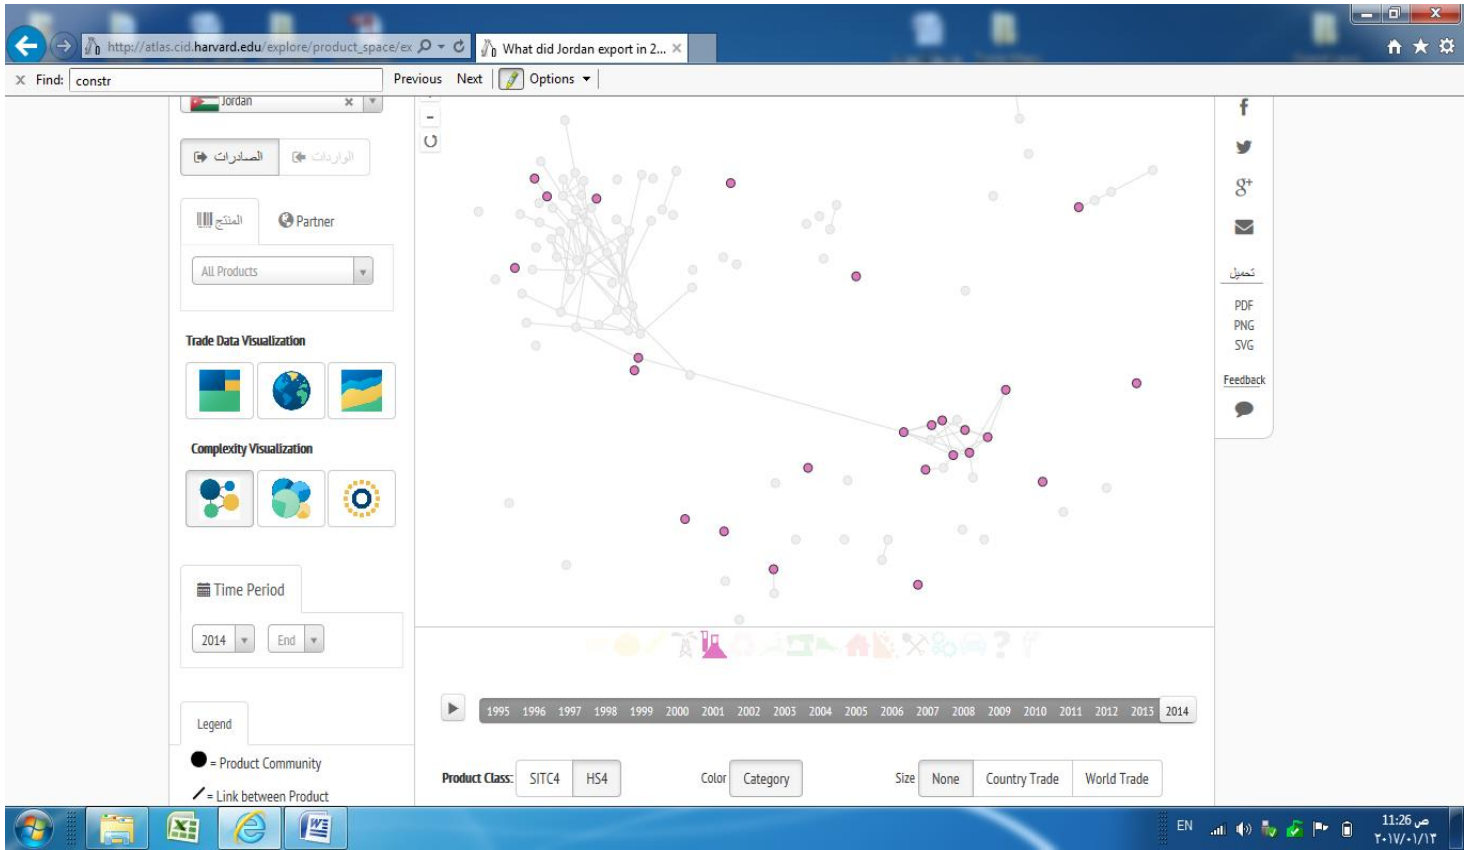 http://atlas.cid.harvard.edu/explore/product_space/ex
What did Jordan export in 2...
Find: constr
Previous Next Options
Jordan
الصادرات
الواردات
المنتج
Partner
All Products
Trade Data Visualization
Complexity Visualization
Time Period
2014 End
Legend
= Product Community
= Link between Product
1995 1996 1997 1998 1999 2000 2001 2002 2003 2004 2005 2006 2007 2008 2009 2010 2011 2012 2013 2014
Product Class: SITC4 HS4 Color Category Size None Country Trade World Trade
g+
تحميل
PDF
PNG
SVG
Feedback
EN
11:26 ص
٢٠١٧/٠١/١٣